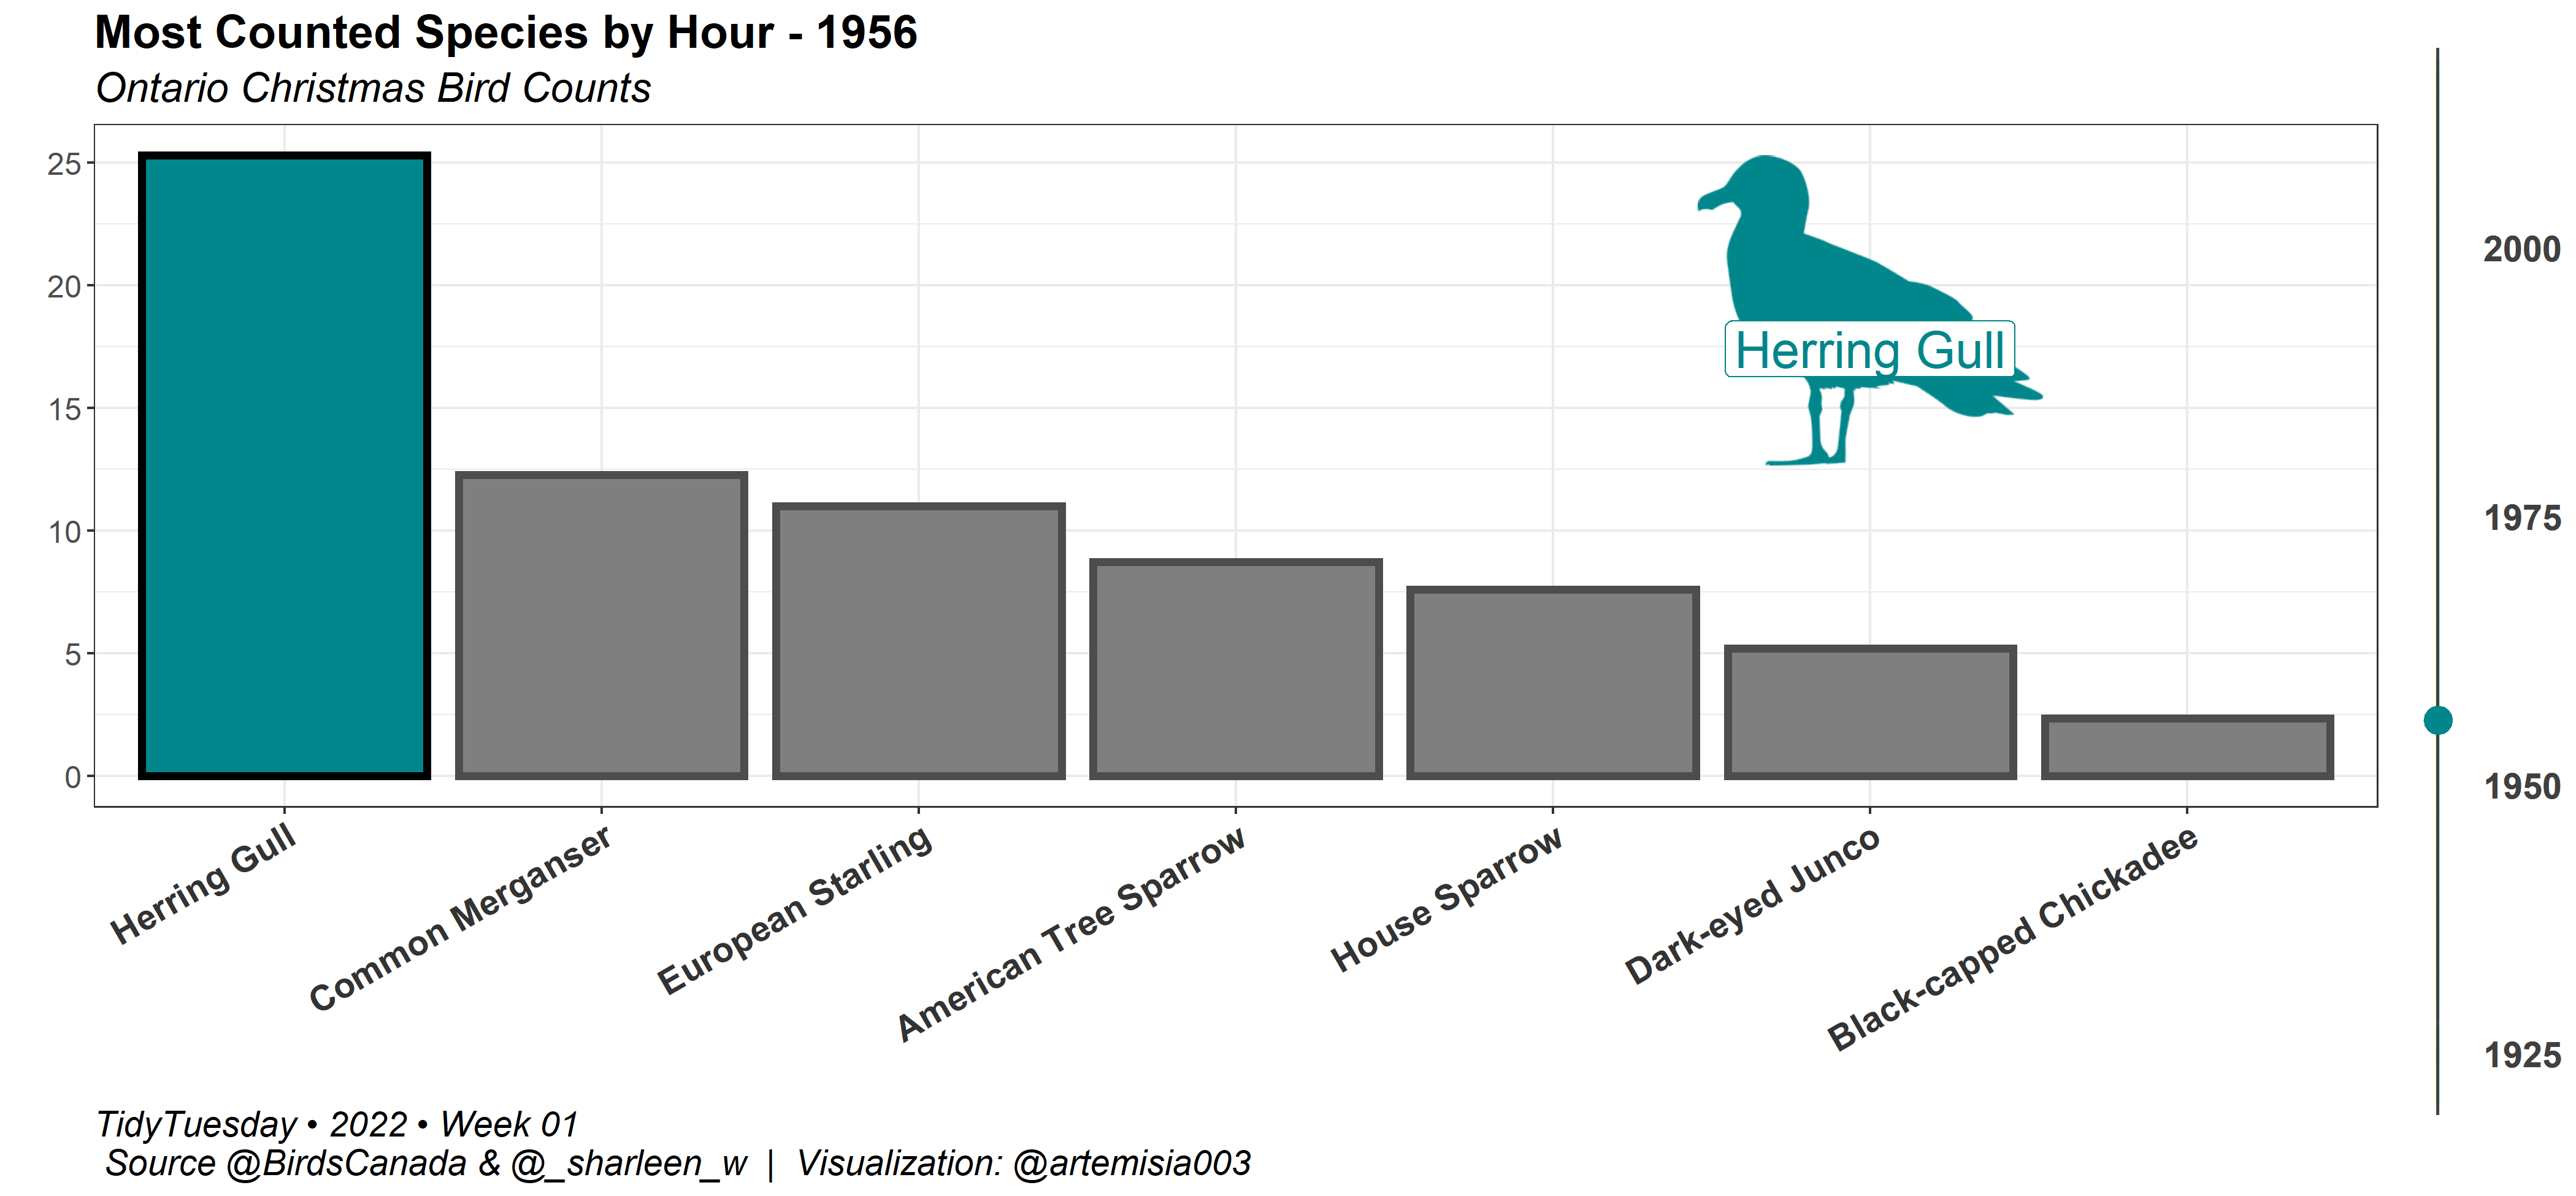 Most Counted Species by Hour - 1956
Ontario Christmas Bird Counts
25
20
15
10
5
0
Herring Gull
Herring Gull
Common Merganser
European Starling
American Tree Sparrow
House Sparrow
Dark-eyed Junco
Black-capped Chickadee
2000
1975
1950
1925
TidyTuesday • 2022 • Week 01
Source @BirdsCanada & @_sharleen_w | Visualization: @artemisia003